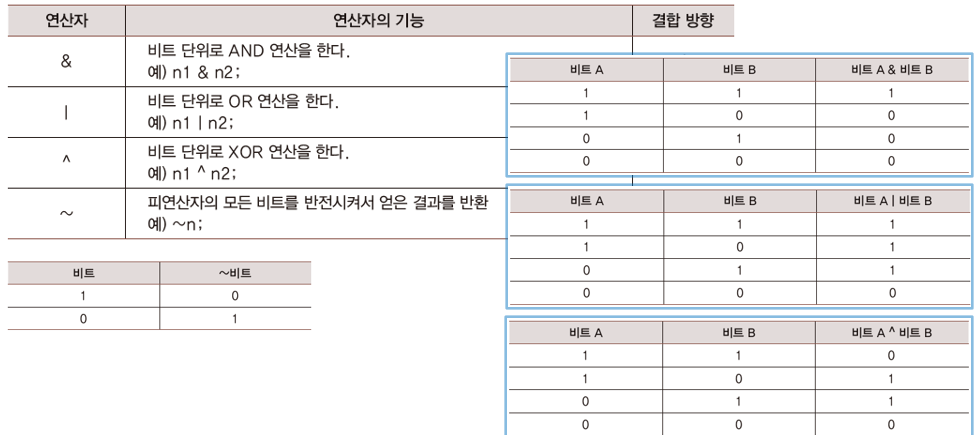 연산자 연산자의 기능 결합 방향
& 비트 단위로 AND 연산을 한다.
예) n1 & n2;
| 비트 단위로 OR 연산을 한다.
예) n1 | n2;
^ 비트 단위로 XOR 연산을 한다.
예) n1 ^ n2;
~ 피연산자의 모든 비트를 반전시켜서 얻은 결과를 반환
예) ~n;
비트 ~비트
1 0
0 1
비트 A 비트 B 비트 A & 비트 B
1 1 1
1 0 0
0 1 0
0 0 0
비트 A 비트 B 비트 A | 비트 B
1 1 1
1 0 1
0 1 1
0 0 0
비트 A 비트 B 비트 A ^ 비트 B
1 1 0
1 0 1
0 1 1
0 0 0